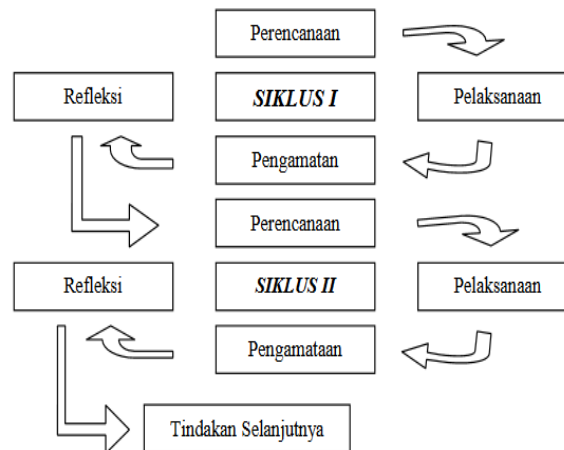 Perencanaan
Refleksi
SIKLUS I
Pelaksanaan
Pengamatan
Perencanaan
Refleksi
SIKLUS II
Pelaksanaan
Pengamataan
Tindakan Selanjutnya